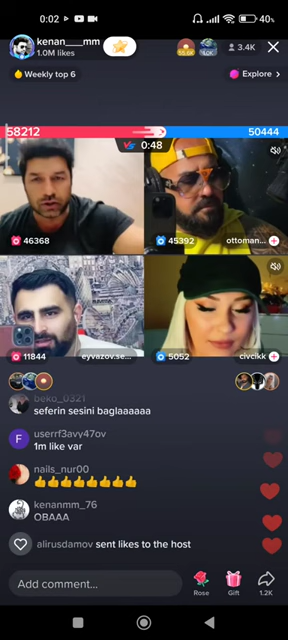 0:02
40%
kenan___mm
1.0M likes
3.4K
Weekly top 6
Explore
58212
50444
VS 0:48
46368
45392
ottoman...
11844
eyvazov.se...
5052
civcikk
beko_0321
seferin sesini baglaaaaaa
F
userrf3avy47ov
1m like var
nails_nur00
kenanmm_76
OBAAA
alirusdamov sent likes to the host
Add comment...
Rose
Gift
1.2K